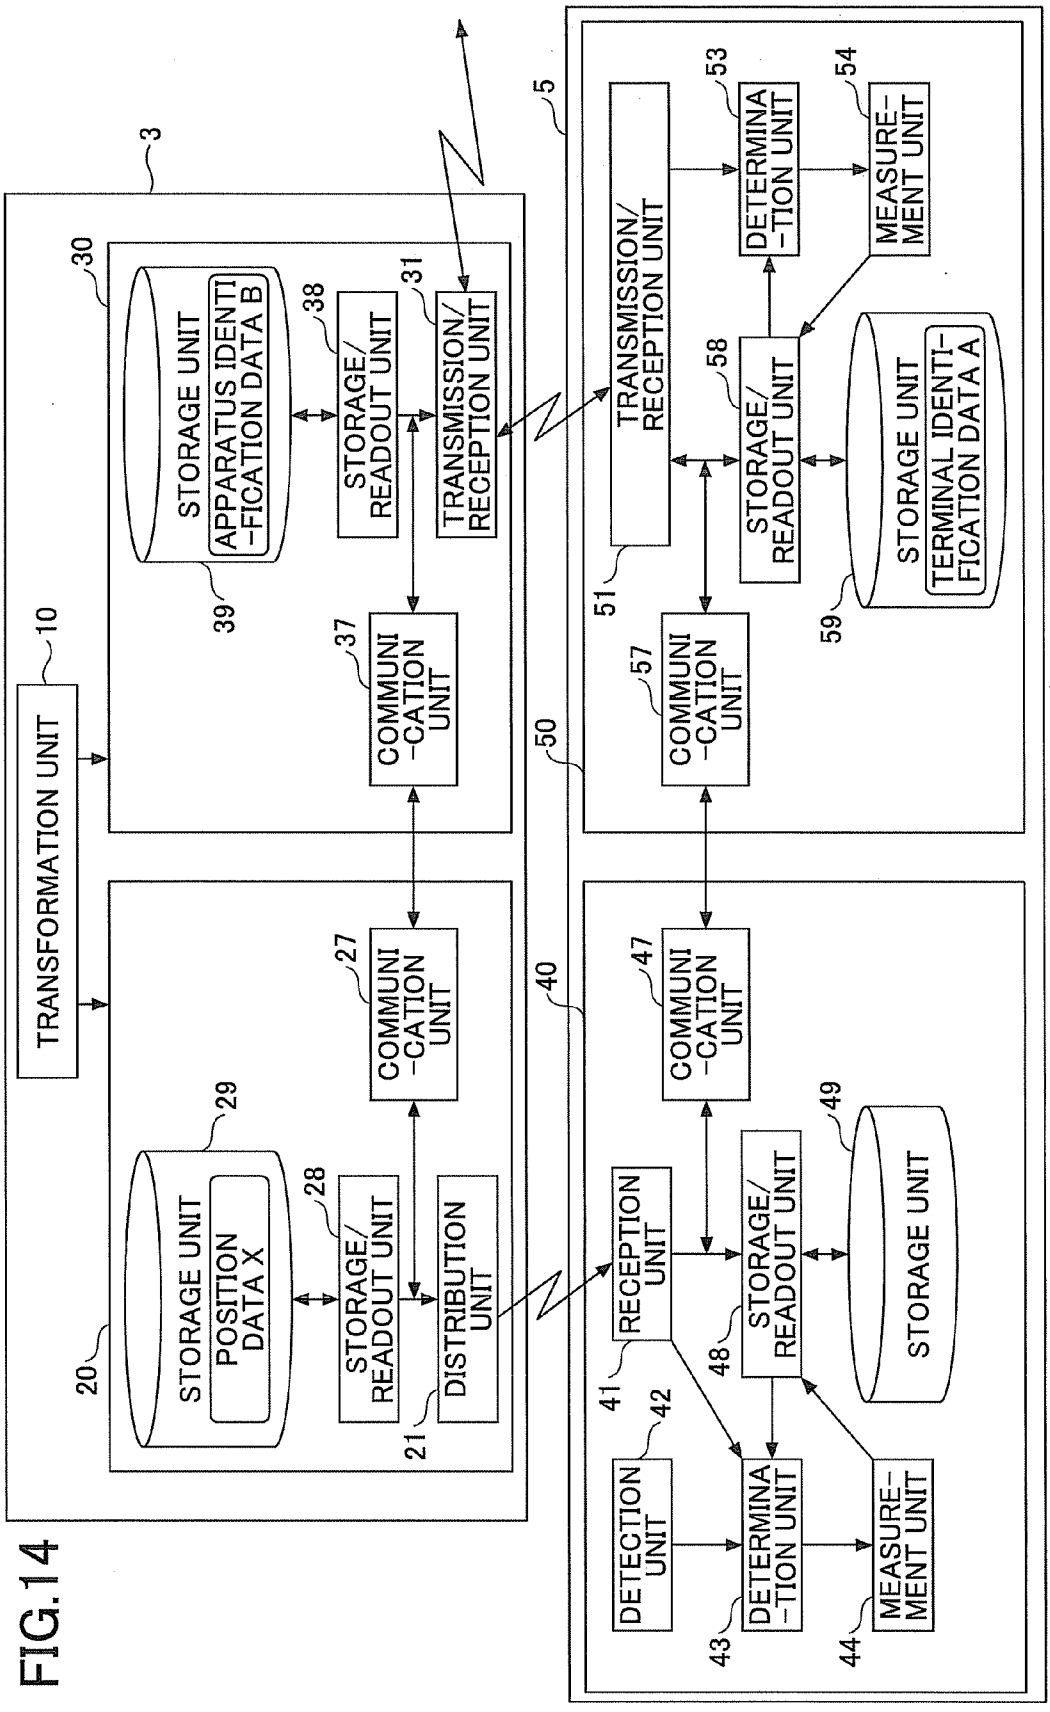 FIG.14
3
TRANSFORMATION UNIT
10
20
STORAGE UNIT
POSITION
DATA X
29
STORAGE/
READOUT UNIT
28
DISTRIBUTION
UNIT
21
COMMUNI
-CATION
UNIT
27
30
STORAGE UNIT
APPARATUS IDENTI
-FICATION DATA B
39
STORAGE/
READOUT UNIT
38
TRANSMISSION/
RECEPTION UNIT
31
COMMUNI
-CATION
UNIT
37
5
40
DETECTION
UNIT
42
RECEPTION
UNIT
41
DETERMINA
-TION UNIT
43
MEASURE-
MENT UNIT
44
STORAGE/
READOUT UNIT
48
STORAGE UNIT
49
COMMUNI
-CATION
UNIT
47
50
COMMUNI
-CATION
UNIT
57
TRANSMISSION/
RECEPTION UNIT
51
STORAGE/
READOUT UNIT
58
DETERMINA
-TION UNIT
53
MEASURE-
MENT UNIT
54
STORAGE UNIT
TERMINAL IDENTI-
FICATION DATA A
59